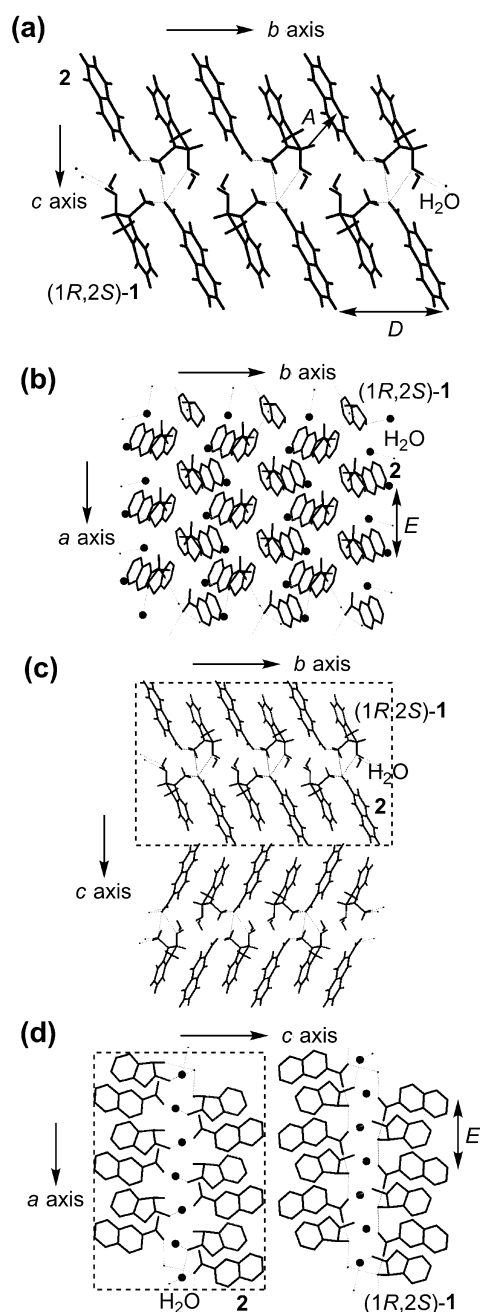 (a)
b axis
2
A
c axis
H2O
(1R,2S)-1
D
(b)
b axis
(1R,2S)-1
H2O
2
a axis
E
(c)
b axis
(1R,2S)-1
H2O
2
c axis
(d)
c axis
E
a axis
H2O 2 (1R,2S)-1